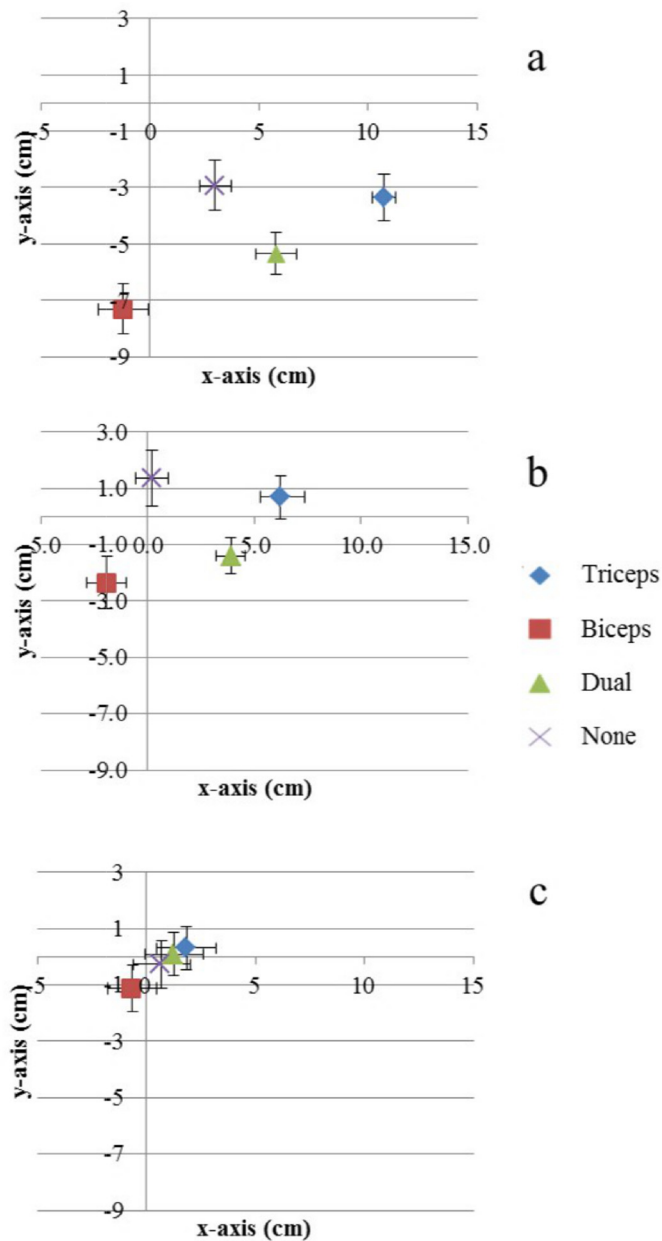 a
3
1
-5 -1 0 5 10 15
-3
-5
-7
-9
y-axis (cm)
x-axis (cm)
b
3.0
1.0
5.0 -1.0 0.0 5.0 10.0 15.0
-3.0
-5.0
-7.0
-9.0
y-axis (cm)
x-axis (cm)
Triceps
Biceps
Dual
None
c
3
1
-5 -1 0 5 10 15
-3
-5
-7
-9
y-axis (cm)
x-axis (cm)